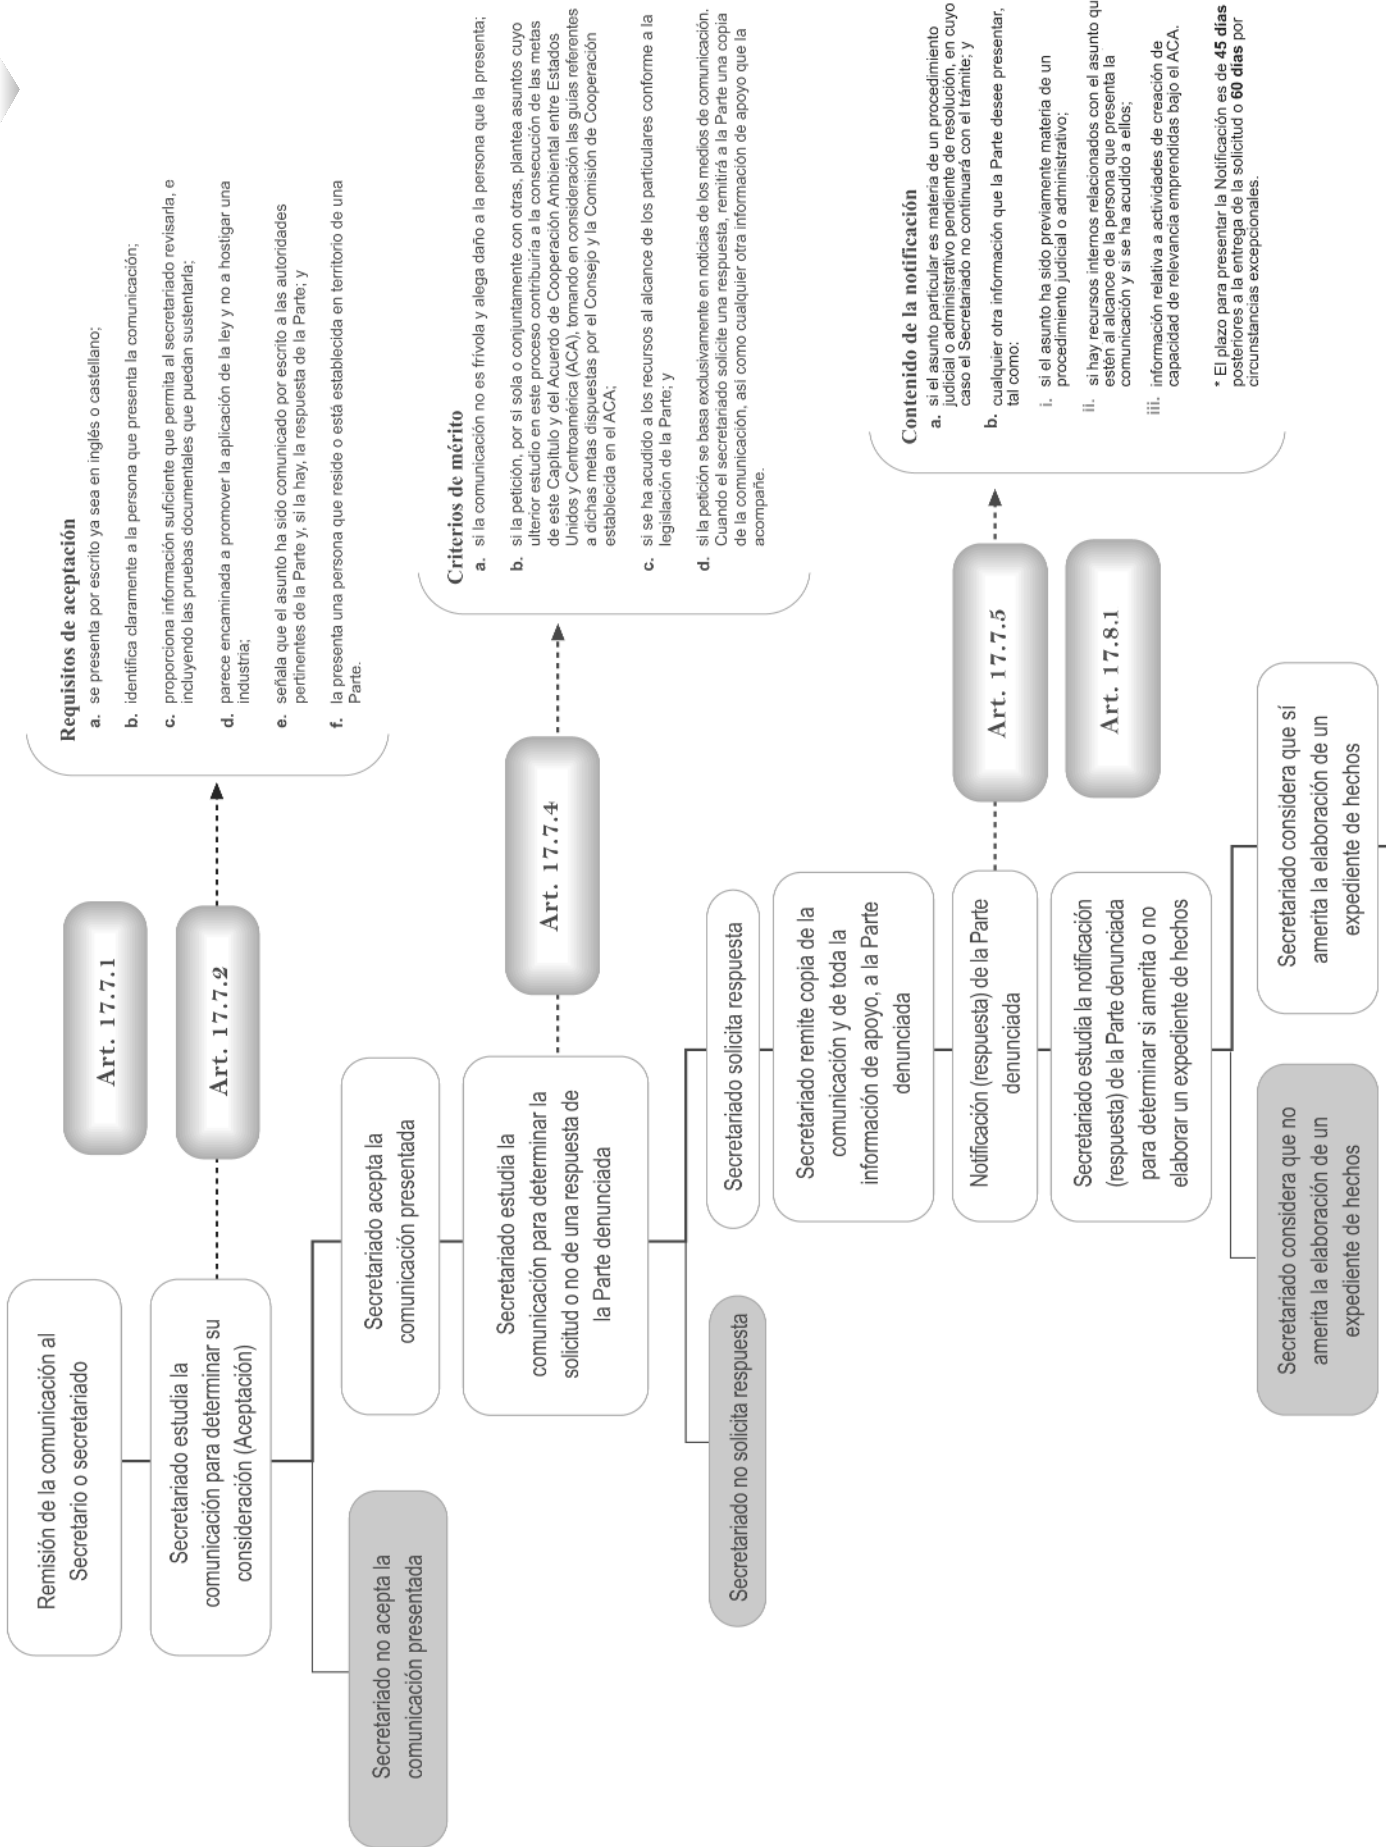 Remisión de la comunicación al
Secretario o secretariado
Art. 17.7.1
Secretariado estudia la
comunicación para determinar su
consideración (Aceptación)
Art. 17.7.2
Requisitos de aceptación
a. se presenta por escrito ya sea en inglés o castellano;
b. identifica claramente a la persona que presenta la comunicación;
c. proporciona información suficiente que permita al secretariado revisarla, e
incluyendo las pruebas documentales que puedan sustentarla;
d. parece encaminada a promover la aplicación de la ley y no a hostigar una
industria;
e. señala que el asunto ha sido comunicado por escrito a las autoridades
pertinentes de la Parte y, si la hay, la respuesta de la Parte; y
f. la presenta una persona que reside o está establecida en territorio de una
Parte.
Secretariado no acepta la
comunicación presentada
Secretariado acepta la
comunicación presentada
Secretariado estudia la
comunicación para determinar la
solicitud o no de una respuesta de
la Parte denunciada
Art. 17.7.4
Criterios de mérito
a. si la comunicación no es frívola y alega daño a la persona que la presenta;
b. si la petición, por si sola o conjuntamente con otras, plantea asuntos cuyo
ulterior estudio en este proceso contribuiría a la consecución de las metas
de este Capítulo y del Acuerdo de Cooperación Ambiental entre Estados
Unidos y Centroamérica (ACA), tomando en consideración las guías referentes
a dichas metas dispuestas por el Consejo y la Comisión de Cooperación
establecida en el ACA;
c. si se ha acudido a los recursos al alcance de los particulares conforme a la
legislación de la Parte; y
d. si la petición se basa exclusivamente en noticias de los medios de comunicación.
Cuando el secretariado solicite una respuesta, remitirá a la Parte una copia
de la comunicación, así como cualquier otra información de apoyo que la
acompañe.
Secretariado no solicita respuesta
Secretariado solicita respuesta
Secretariado remite copia de la
comunicación y de toda la
información de apoyo, a la Parte
denunciada
Notificación (respuesta) de la Parte
denunciada
Art. 17.7.5
Contenido de la notificación
a. si el asunto particular es materia de un procedimiento
judicial o administrativo pendiente de resolución, en cuyo
caso el Secretariado no continuará con el trámite; y
b. cualquier otra información que la Parte desee presentar,
tal como:
i. si el asunto ha sido previamente materia de un
procedimiento judicial o administrativo;
ii. si hay recursos internos relacionados con el asunto qu
estén al alcance de la persona que presenta la
comunicación y si se ha acudido a ellos;
iii. información relativa a actividades de creación de
capacidad de relevancia emprendidas bajo el ACA.
* El plazo para presentar la Notificación es de 45 días
posteriores a la entrega de la solicitud o 60 días por
circunstancias excepcionales.
Secretariado estudia la notificación
(respuesta) de la Parte denunciada
para determinar si amerita o no
elaborar un expediente de hechos
Art. 17.8.1
Secretariado considera que no
amerita la elaboración de un
expediente de hechos
Secretariado considera que sí
amerita la elaboración de un
expediente de hechos